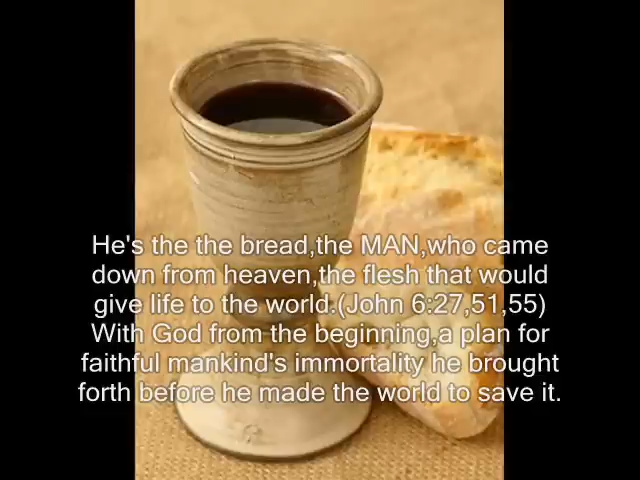 He's the the bread,the MAN,who came
down from heaven,the flesh that would
give life to the world.(John 6:27,51,55)
With God from the beginning,a plan for
faithful mankind's immortality he brought
forth before he made the world to save it.